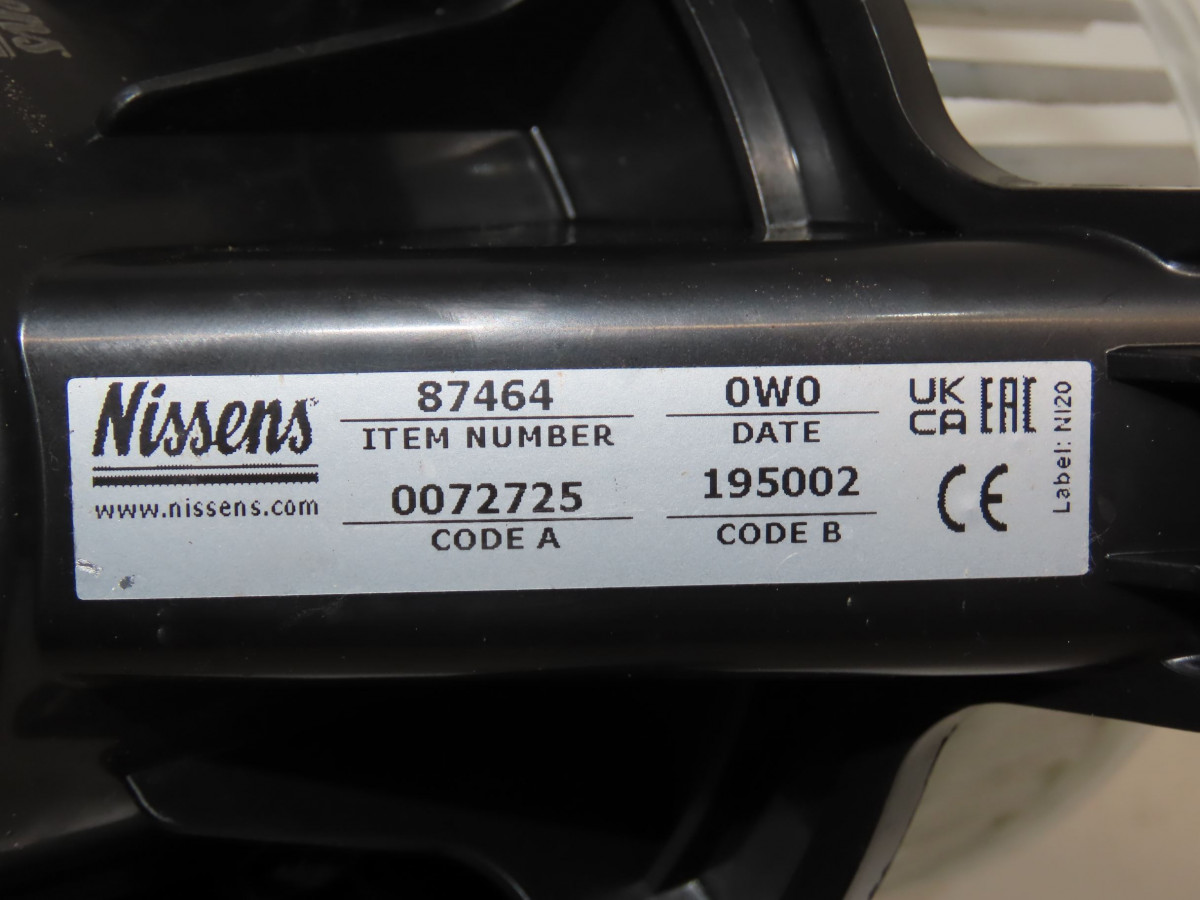 Nissens
www.nissens.com
87464
ITEM NUMBER
0072725
CODE A
0W0
DATE
195002
CODE B
UK
CA
EAC
CE
Label: NI20